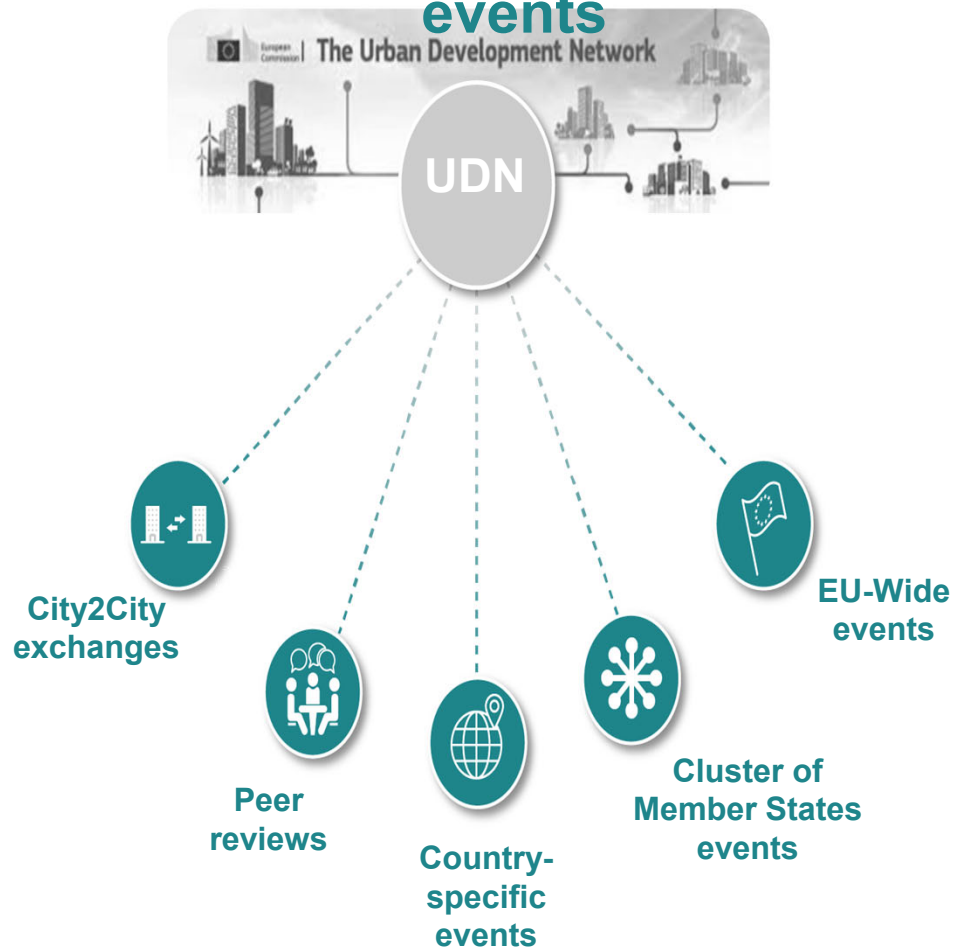 events
European
Commission
The Urban Development Network
UDN
City2City
exchanges
Peer
reviews
Country-
specific
events
Cluster of
Member States
events
EU-Wide
events